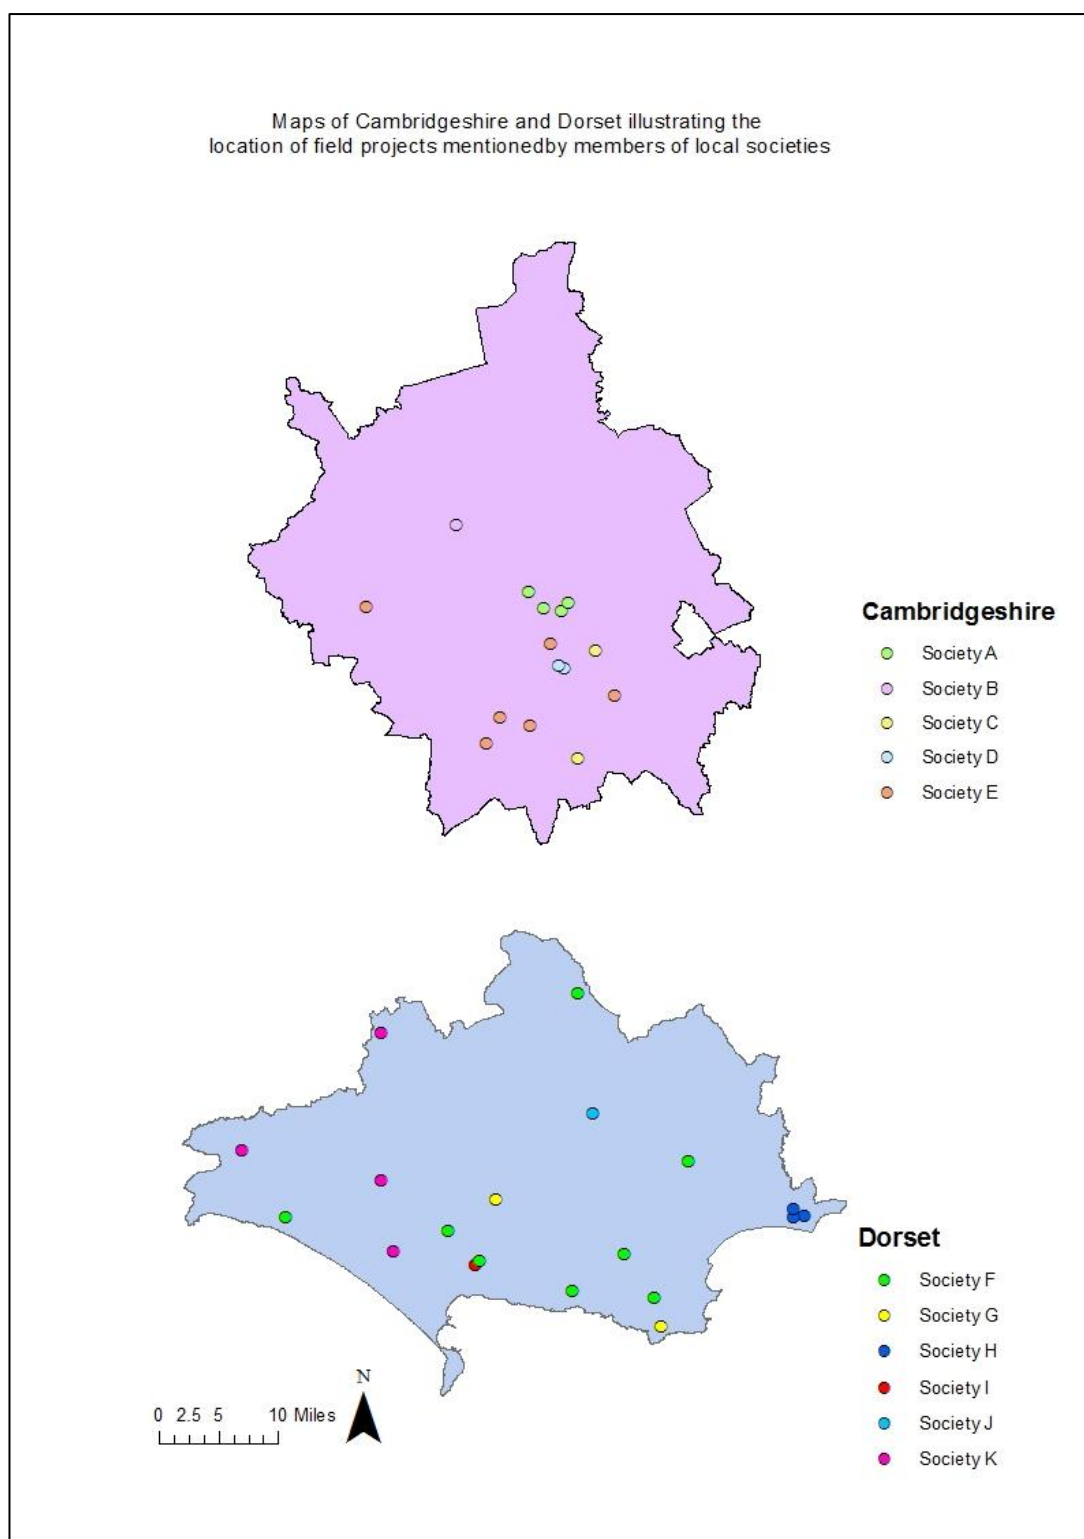 Maps of Cambridgeshire and Dorset illustrating the
location of field projects mentionedby members of local societies
Cambridgeshire
Society A
Society B
Society C
Society D
Society E
Dorset
Society F
Society G
Society H
Society I
Society J
Society K
N
0 2.5 5 10 Miles